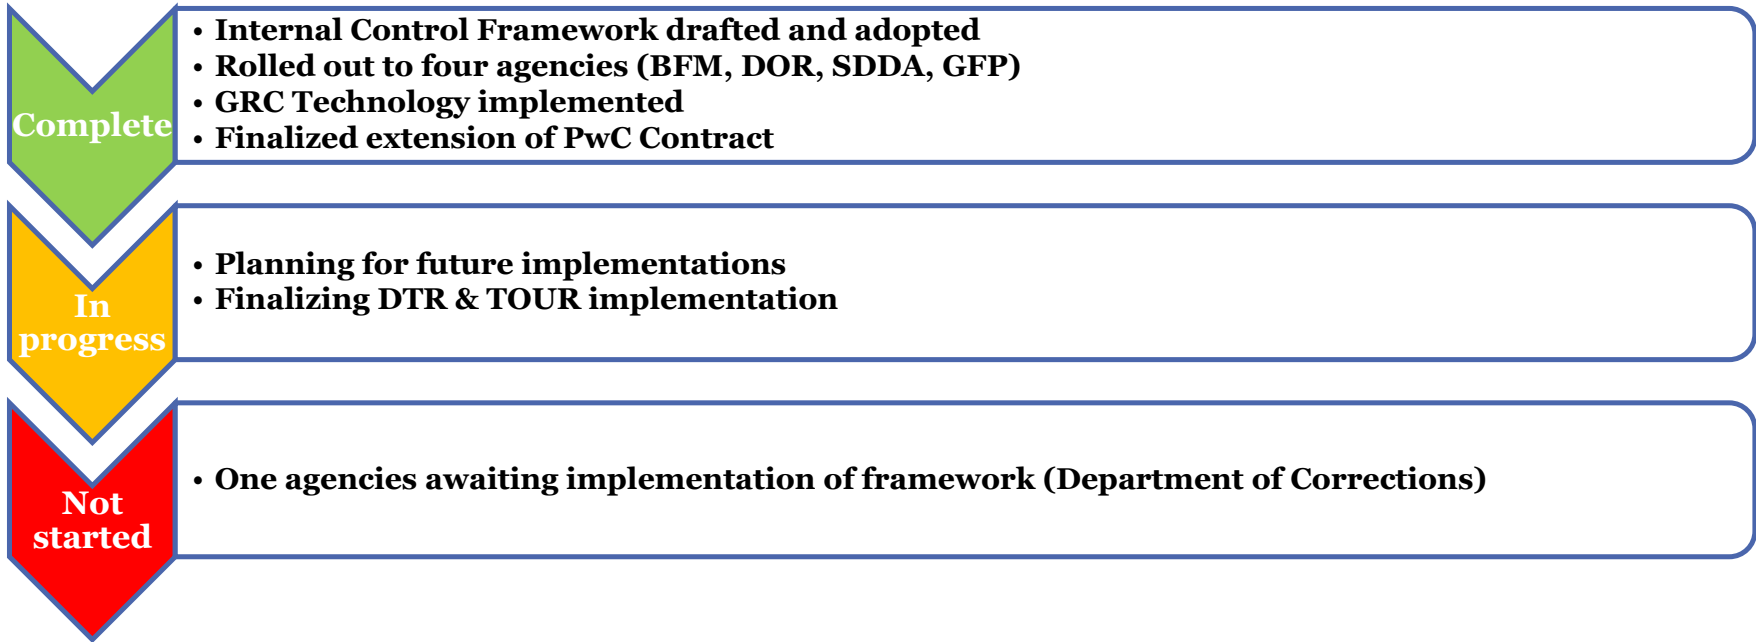 Complete
• Internal Control Framework drafted and adopted
• Rolled out to four agencies (BFM, DOR, SDDA, GFP)
• GRC Technology implemented
• Finalized extension of PwC Contract
In
progress
• Planning for future implementations
• Finalizing DTR & TOUR implementation
Not
started
• One agencies awaiting implementation of framework (Department of Corrections)